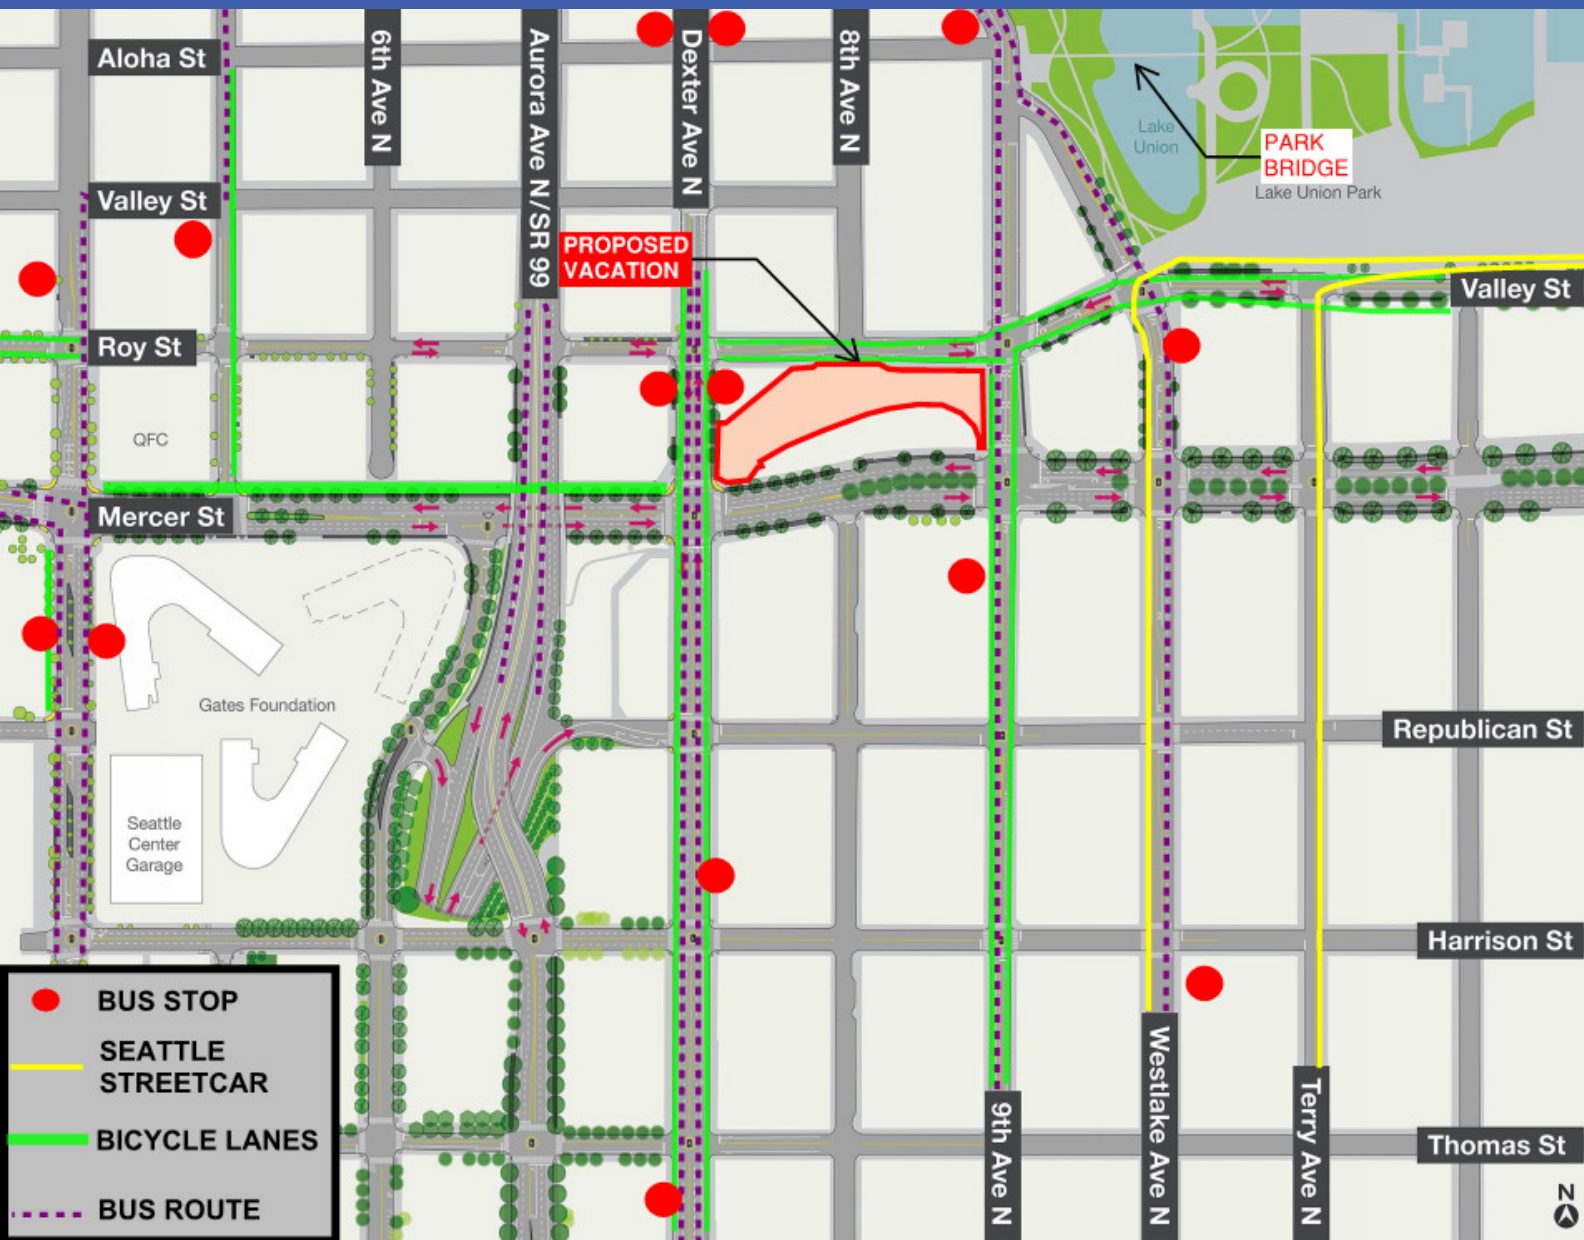 Aloha St
6th Ave N
Aurora Ave N/SR 99
Dexter Ave N
8th Ave N
Lake
Union
PARK
BRIDGE
Lake Union Park
Valley St
PROPOSED
VACATION
Valley St
Roy St
QFC
Mercer St
Gates Foundation
Republican St
Seattle
Center
Garage
Harrison St
BUS STOP
SEATTLE
STREETCAR
BICYCLE LANES
BUS ROUTE
9th Ave N
Westlake Ave N
Terry Ave N
Thomas St
N